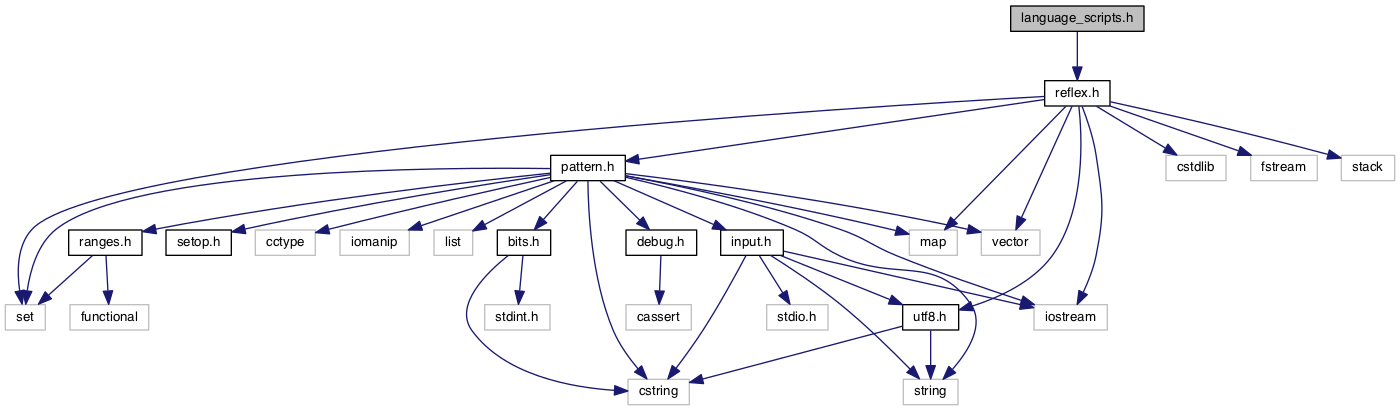 language_scripts.h
reflex.h
pattern.h
cstdlib
fstream
stack
ranges.h
setop.h
cctype
iomanip
list
bits.h
debug.h
input.h
map
vector
set
functional
stdint.h
cassert
stdio.h
utf8.h
iostream
cstring
string